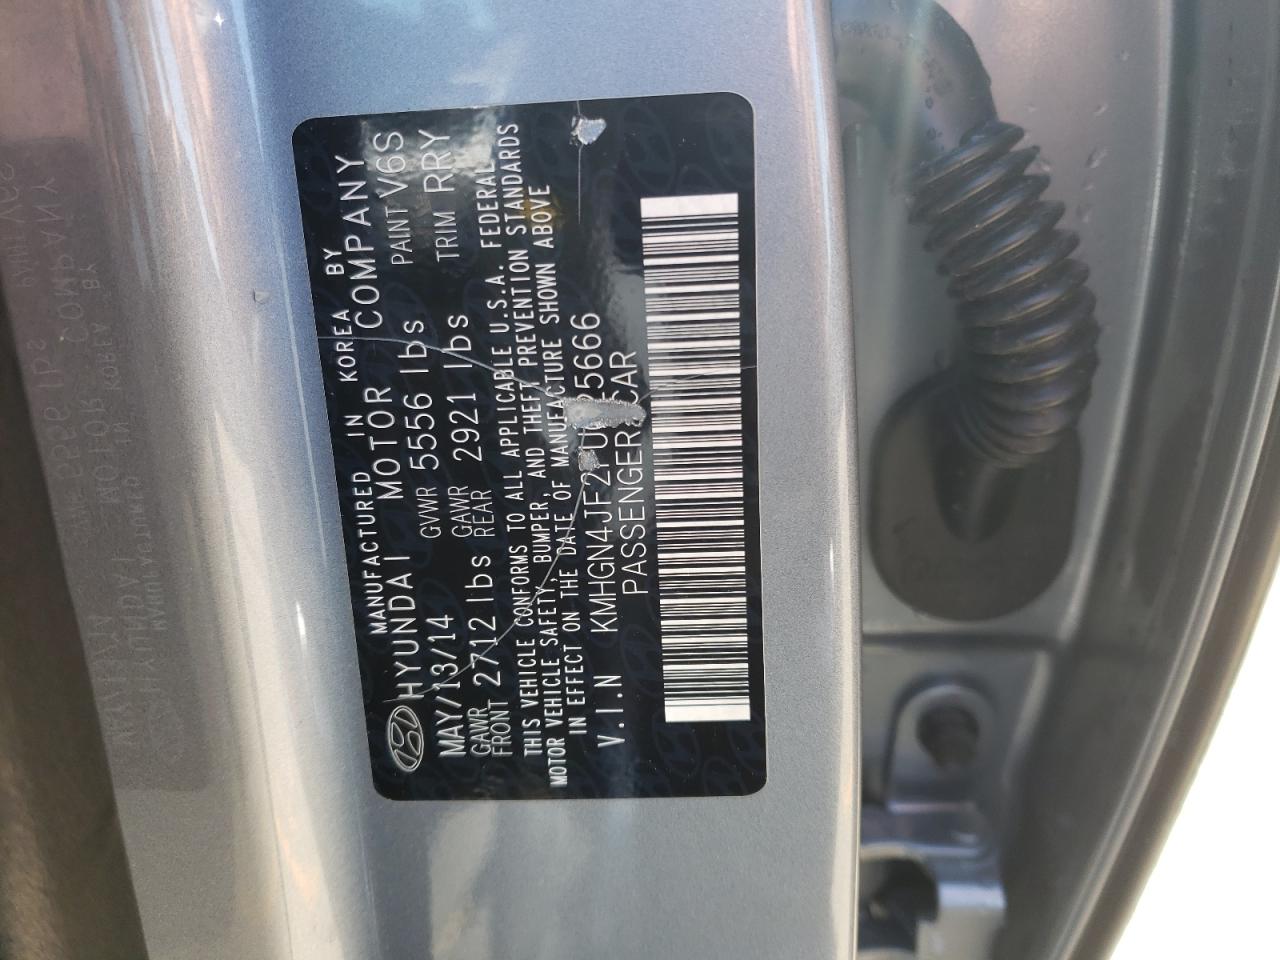 MANUFACTURED IN KOREA BY
HYUNDAI MOTOR COMPANY
MAY/13/14 GVWR 5556 lbs PAINT V6S
GAWR FRONT 2712 lbs GAWR REAR 2921 lbs TRIM RRY
THIS VEHICLE CONFORMS TO ALL APPLICABLE U.S.A. FEDERAL
MOTOR VEHICLE SAFETY, BUMPER, AND THEFT PREVENTION STANDARDS
IN EFFECT ON THE DATE OF MANUFACTURE SHOWN ABOVE
V.I.N
PASSENGER CAR